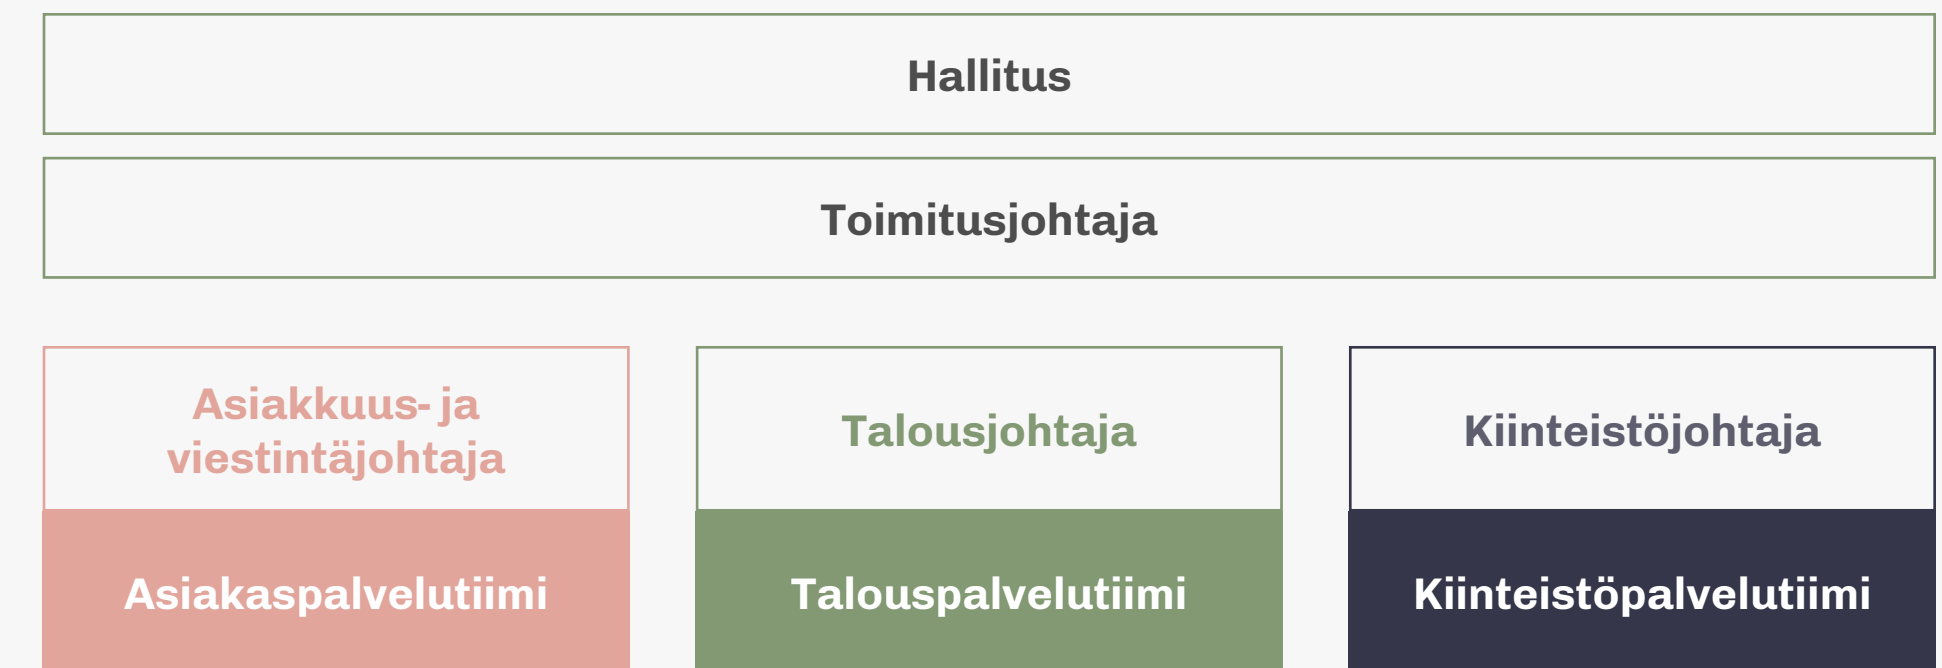 Hallitus
Toimitusjohtaja
Asiakkuus- ja
viestintäjohtaja
Talousjohtaja
Kiinteistöjohtaja
Asiakaspalvelutiimi
Talouspalvelutiimi
Kiinteistöpalvelutiimi